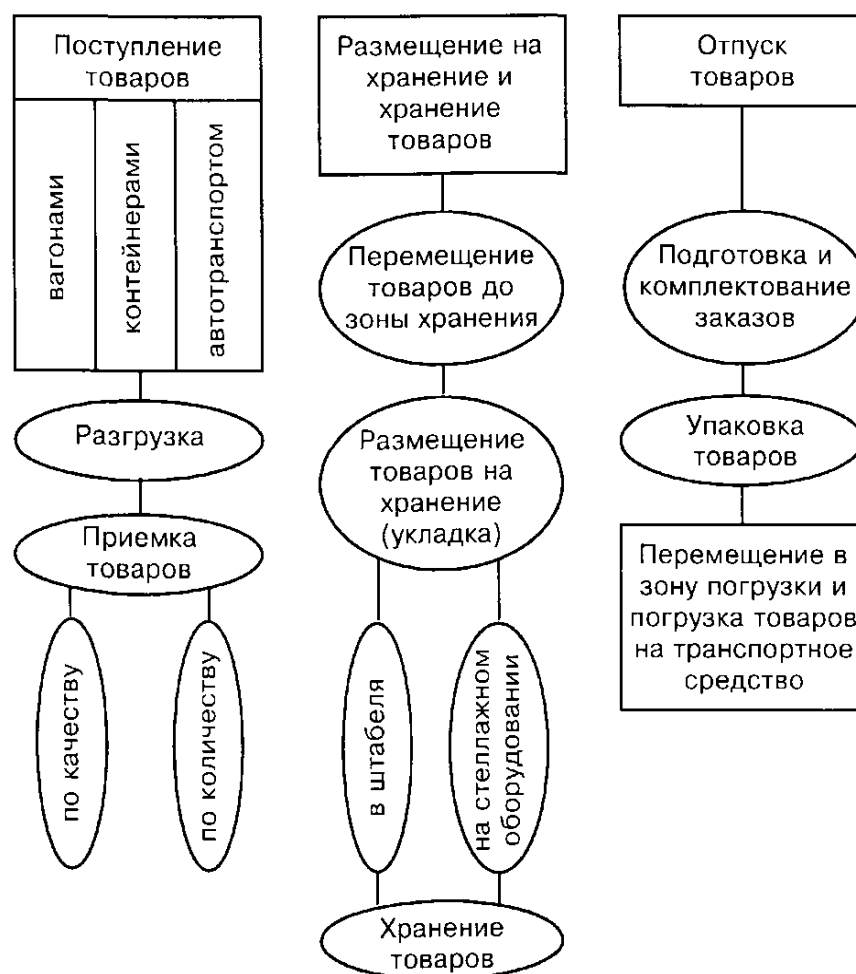 Поступление
товаров
вагонами
контейнерами
автотранспортом
Разгрузка
Приемка
товаров
по качеству
по количеству
Размещение на
хранение и
хранение
товаров
Перемещение
товаров до
зоны хранения
Размещение
товаров на
хранение
(укладка)
в штабеля
на стеллажном
оборудовании
Хранение
товаров
Отпуск
товаров
Подготовка и
комплектование
заказов
Упаковка
товаров
Перемещение в
зону погрузки и
погрузка товаров
на транспортное
средство